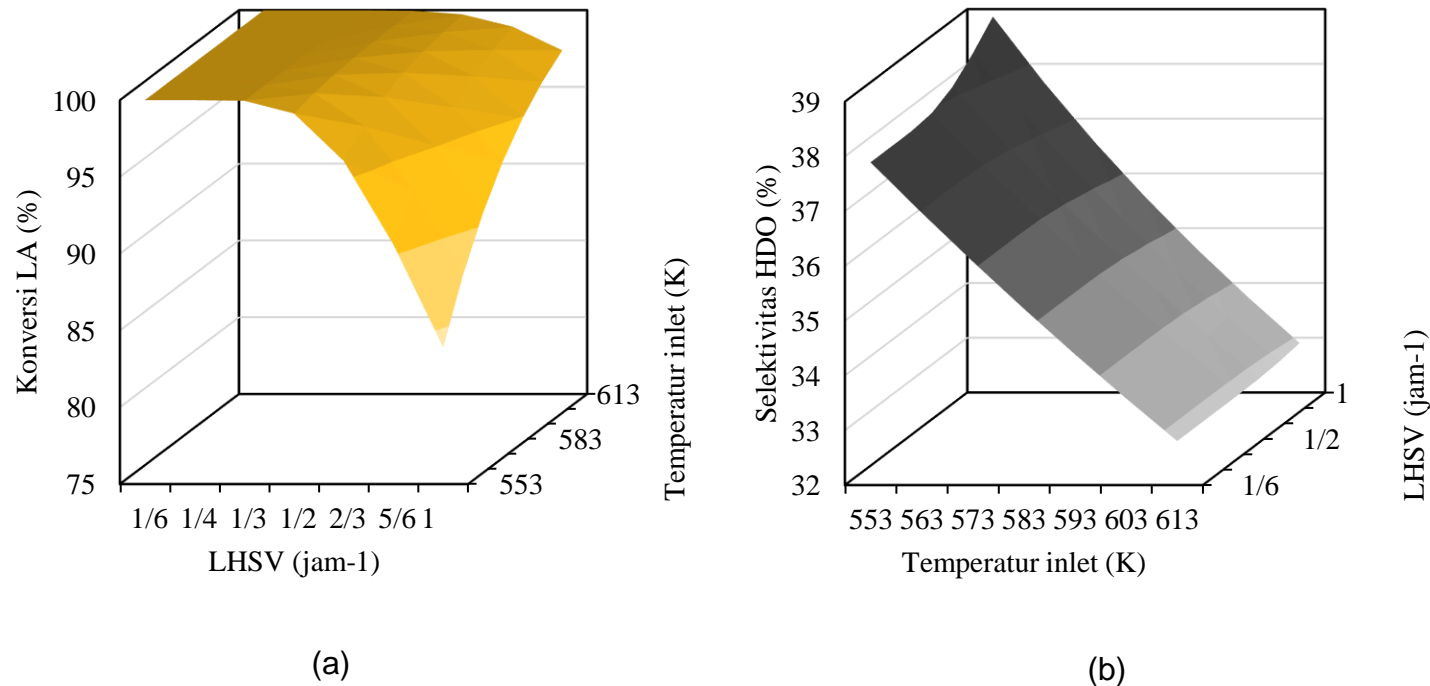 100
95
90
85
80
75
Konversi LA (%)
1/6 1/4 1/3 1/2 2/3 5/6 1
LHSV (jam-1)
613
583
553
Temperatur inlet (K)
(a)
39
38
37
36
35
34
33
32
Selektivitas HDO (%)
553 563 573 583 593 603 613
Temperatur inlet (K)
1
1/2
1/6
LHSV (jam-1)
(b)